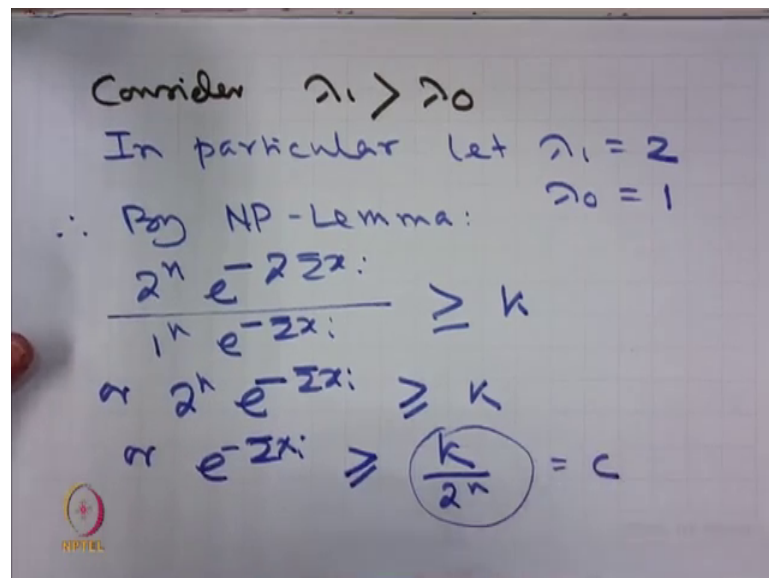 Consider λ₁ > λ₀
In particular let λ₁ = 2
λ₀ = 1
∴ By NP-Lemma:
2ⁿ e^{-2Σxi} / 1ⁿ e^{-Σxi} ≥ K
or 2ⁿ e^{-Σxi} ≥ K
or e^{-Σxi} ≥ K/2ⁿ = C
NPTEL